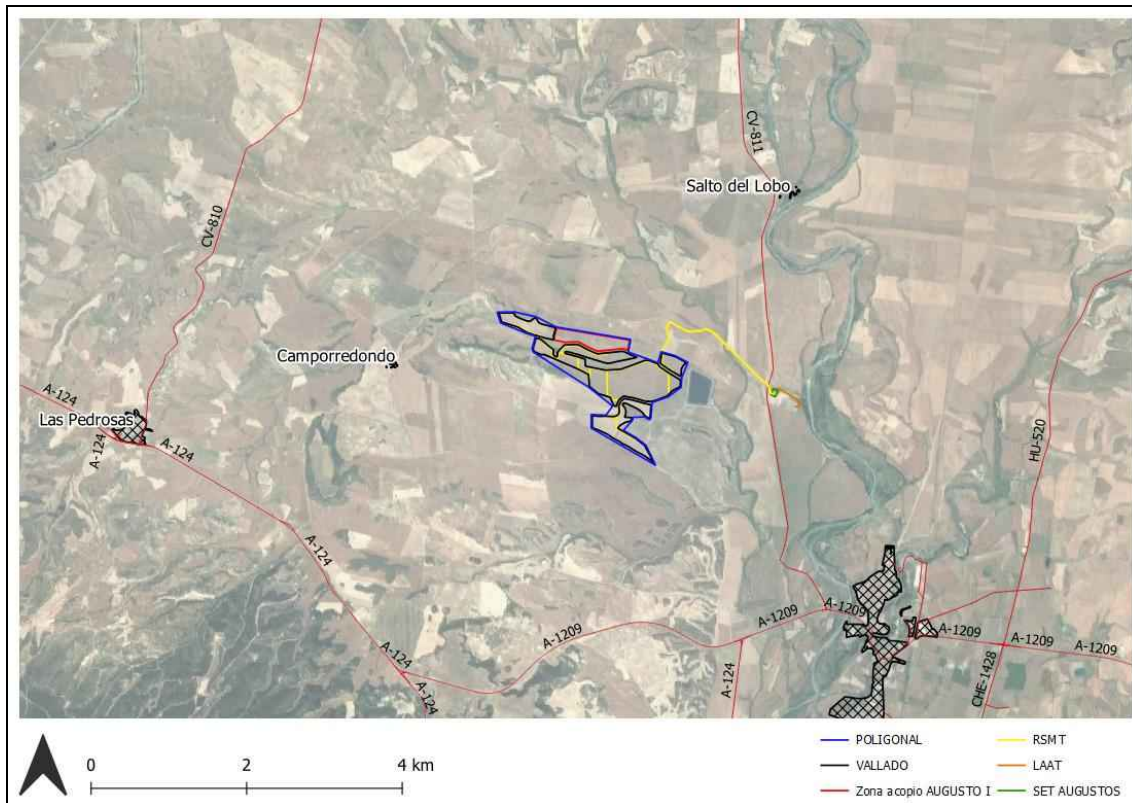 CV-811
Salto del Lobo
CV-810
Camporredondo
A-124
Las Pedrosas
A-124
A-124
HU-520
A-124
A-1209
A-1209
A-1209
A-1209
A-1209
A-1209
A-124
A-124
A-124
CHE-1428
0 2 4 km
POLIGONAL
VALLADO
Zona acopio AUGUSTO I
RSMT
LAAT
SET AUGUSTOS